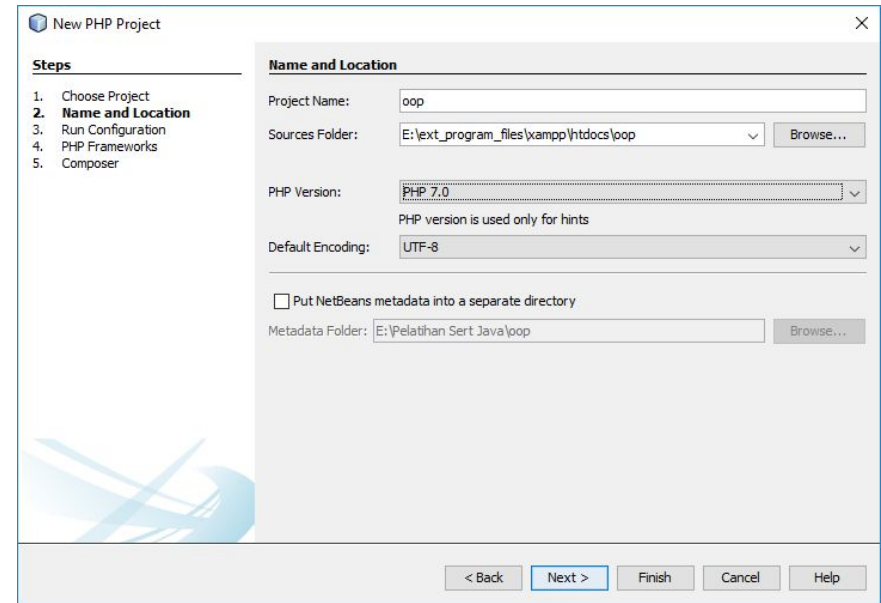 New PHP Project
Steps
1. Choose Project
2. Name and Location
3. Run Configuration
4. PHP Frameworks
5. Composer
Name and Location
Project Name: oop
Sources Folder: E:\ext_program_files\xampp\htdocs\oop Browse...
PHP Version: PHP 7.0
PHP version is used only for hints
Default Encoding: UTF-8
Put NetBeans metadata into a separate directory
Metadata Folder: E:\Pelatihan Sert Java\oop Browse...
< Back Next > Finish Cancel Help